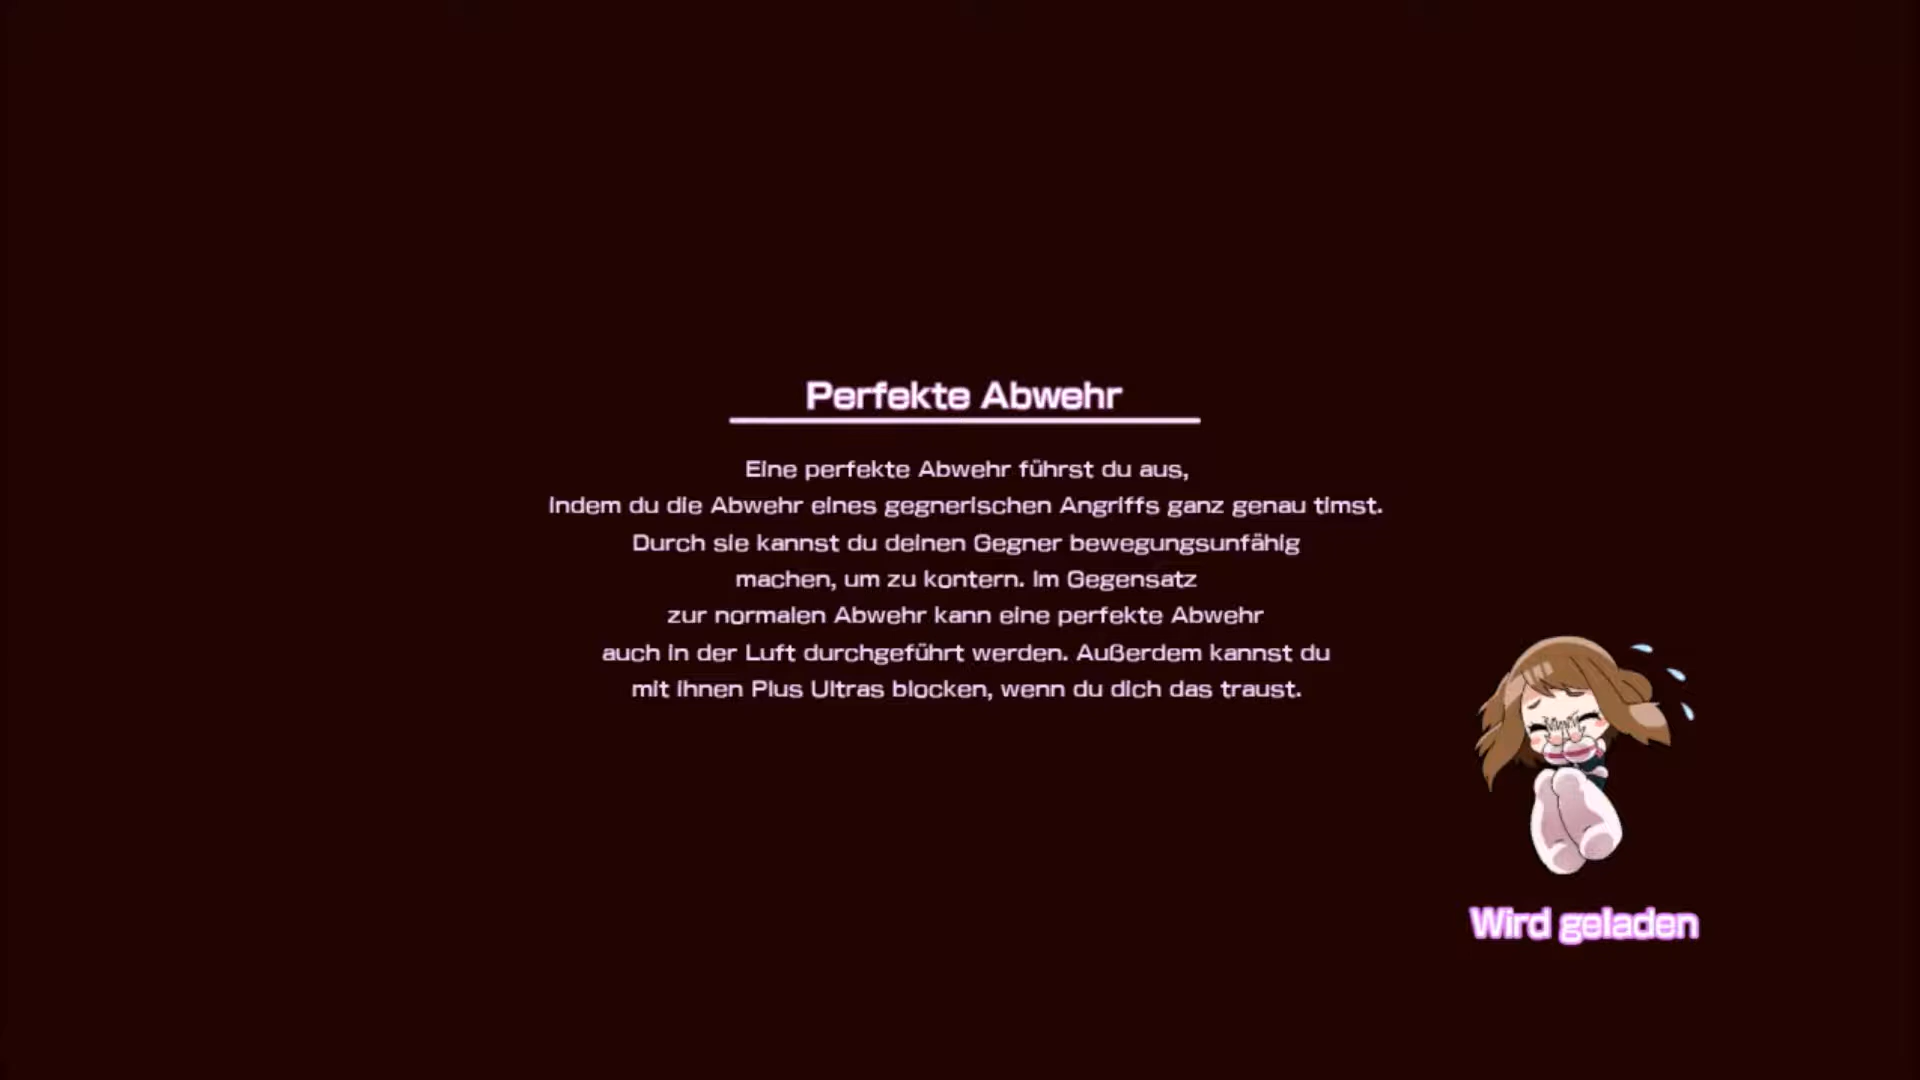 Perfekte Abwehr
Eine perfekte Abwehr führst du aus,
indem du die Abwehr eines gegnerischen Angriffs ganz genau timst.
Durch sie kannst du deinen Gegner bewegungsunfähig
machen, um zu kontern. Im Gegensatz
zur normalen Abwehr kann eine perfekte Abwehr
auch in der Luft durchgeführt werden. Außerdem kannst du
mit ihnen Plus Ultras blocken, wenn du dich das traust.
Wird geladen